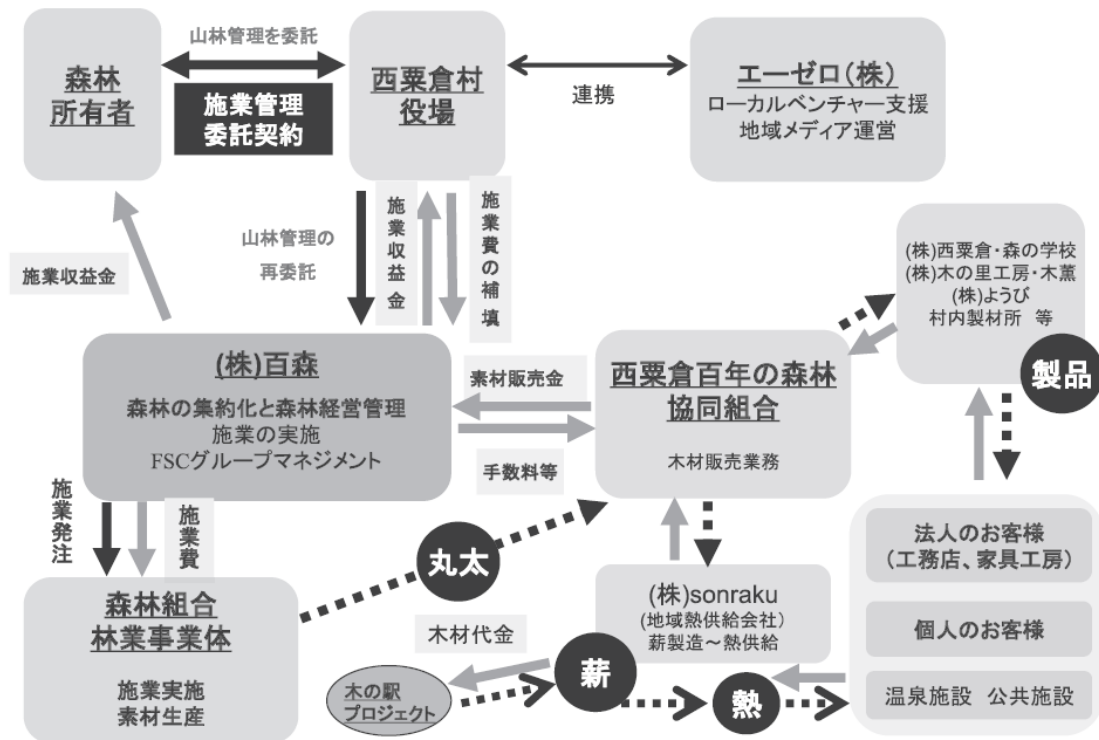 山林管理を委託
森林
所有者
施業管理
委託契約
西粟倉村
役場
連携
エーゼロ(株)
ローカルベンチャー支援
地域メディア運営
施業収益金
山林管理の
再委託
施業収益金
施業費の補填
(株)西粟倉・森の学校
(株)木の里工房・木薫
(株)ようび
村内製材所 等
製品
(株)百森
森林の集約化と森林経営管理
施業の実施
FSCグループマネジメント
素材販売金
手数料等
西粟倉百年の森林
協同組合
木材販売業務
施業発注
施業費
丸太
森林組合
林業事業体
施業実施
素材生産
木材代金
木の駅
プロジェクト
(株)sonraku
(地域熱供給会社)
薪製造～熱供給
薪
熱
法人のお客様
(工務店、家具工房)
個人のお客様
温泉施設 公共施設